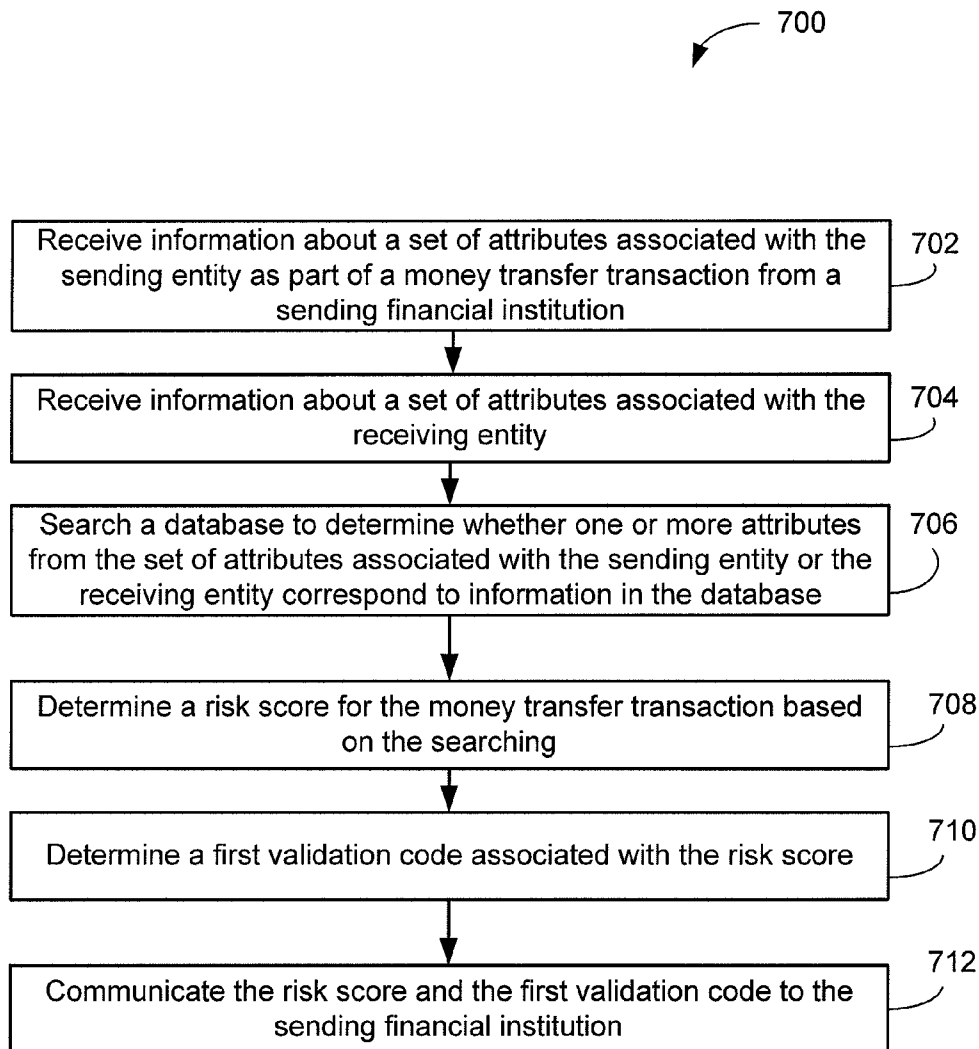 700
Receive information about a set of attributes associated with the
sending entity as part of a money transfer transaction from a
sending financial institution
702
Receive information about a set of attributes associated with the
receiving entity
704
Search a database to determine whether one or more attributes
from the set of attributes associated with the sending entity or the
receiving entity correspond to information in the database
706
Determine a risk score for the money transfer transaction based
on the searching
708
Determine a first validation code associated with the risk score
710
Communicate the risk score and the first validation code to the
sending financial institution
712